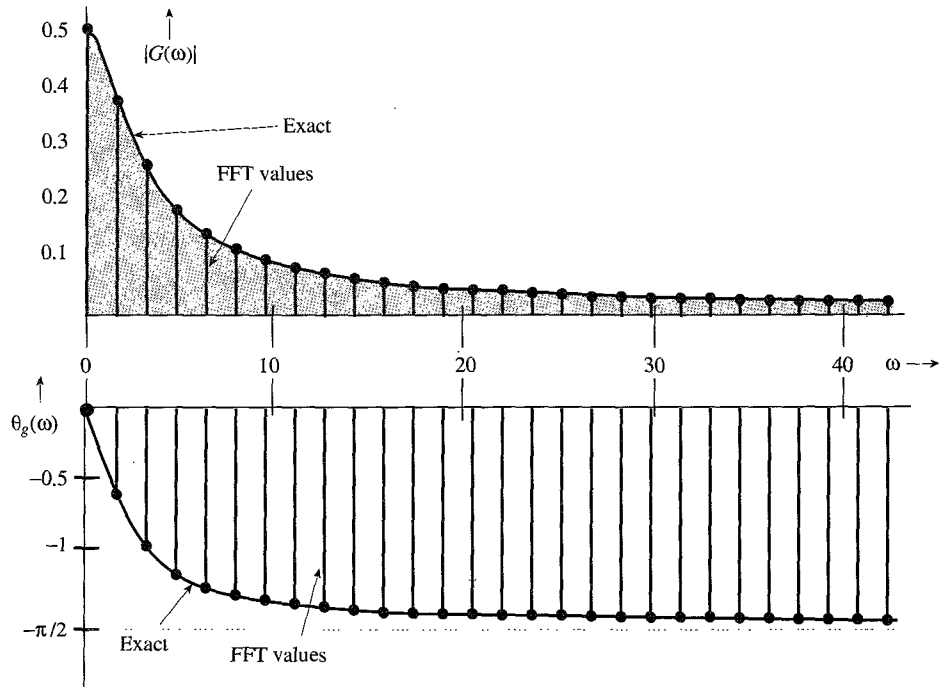 0.5
|G(ω)|
0.4
0.3
Exact
FFT values
0.2
0.1
0 10 20 30 40 ω
θg(ω)
−0.5
−1
−π/2
Exact
FFT values